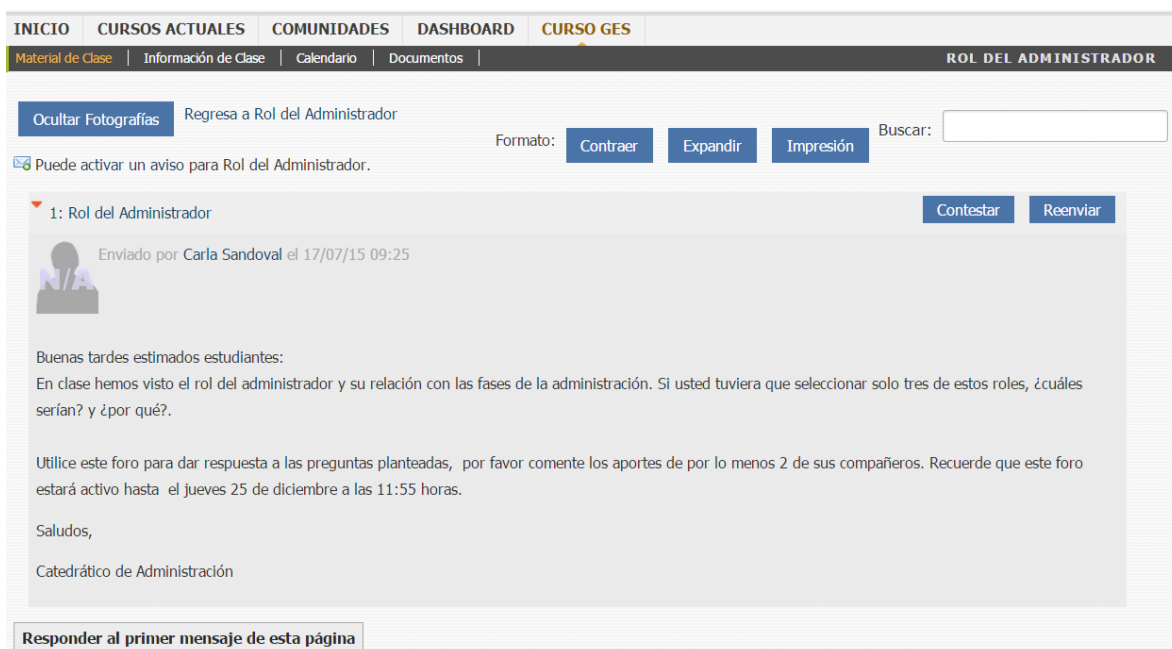 INICIO CURSOS ACTUALES COMUNIDADES DASHBOARD CURSO GES
Material de Clase | Información de Clase | Calendario | Documentos | ROL DEL ADMINISTRADOR
Ocultar Fotografías Regresa a Rol del Administrador
Formato: Contraer Expandir Impresión Buscar:
Puede activar un aviso para Rol del Administrador.
1: Rol del Administrador Contestar Reenviar
Enviado por Carla Sandoval el 17/07/15 09:25
N/A
Buenas tardes estimados estudiantes:
En clase hemos visto el rol del administrador y su relación con las fases de la administración. Si usted tuviera que seleccionar solo tres de estos roles, ¿cuáles
serían? y ¿por qué?.
Utilice este foro para dar respuesta a las preguntas planteadas, por favor comente los aportes de por lo menos 2 de sus compañeros. Recuerde que este foro
estará activo hasta el jueves 25 de diciembre a las 11:55 horas.
Saludos,
Catedrático de Administración
Responder al primer mensaje de esta página